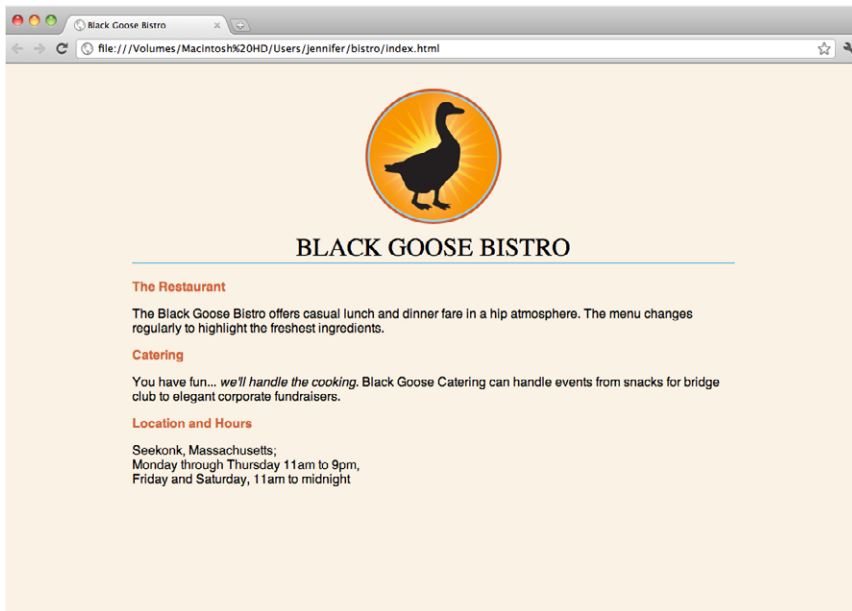 Black Goose Bistro
file:///Volumes/Macintosh%20HD/Users/jennifer/bistro/index.html
BLACK GOOSE BISTRO
The Restaurant
The Black Goose Bistro offers casual lunch and dinner fare in a hip atmosphere. The menu changes
regularly to highlight the freshest ingredients.
Catering
You have fun... we'll handle the cooking. Black Goose Catering can handle events from snacks for bridge
club to elegant corporate fundraisers.
Location and Hours
Seekonk, Massachusetts;
Monday through Thursday 11am to 9pm,
Friday and Saturday, 11am to midnight